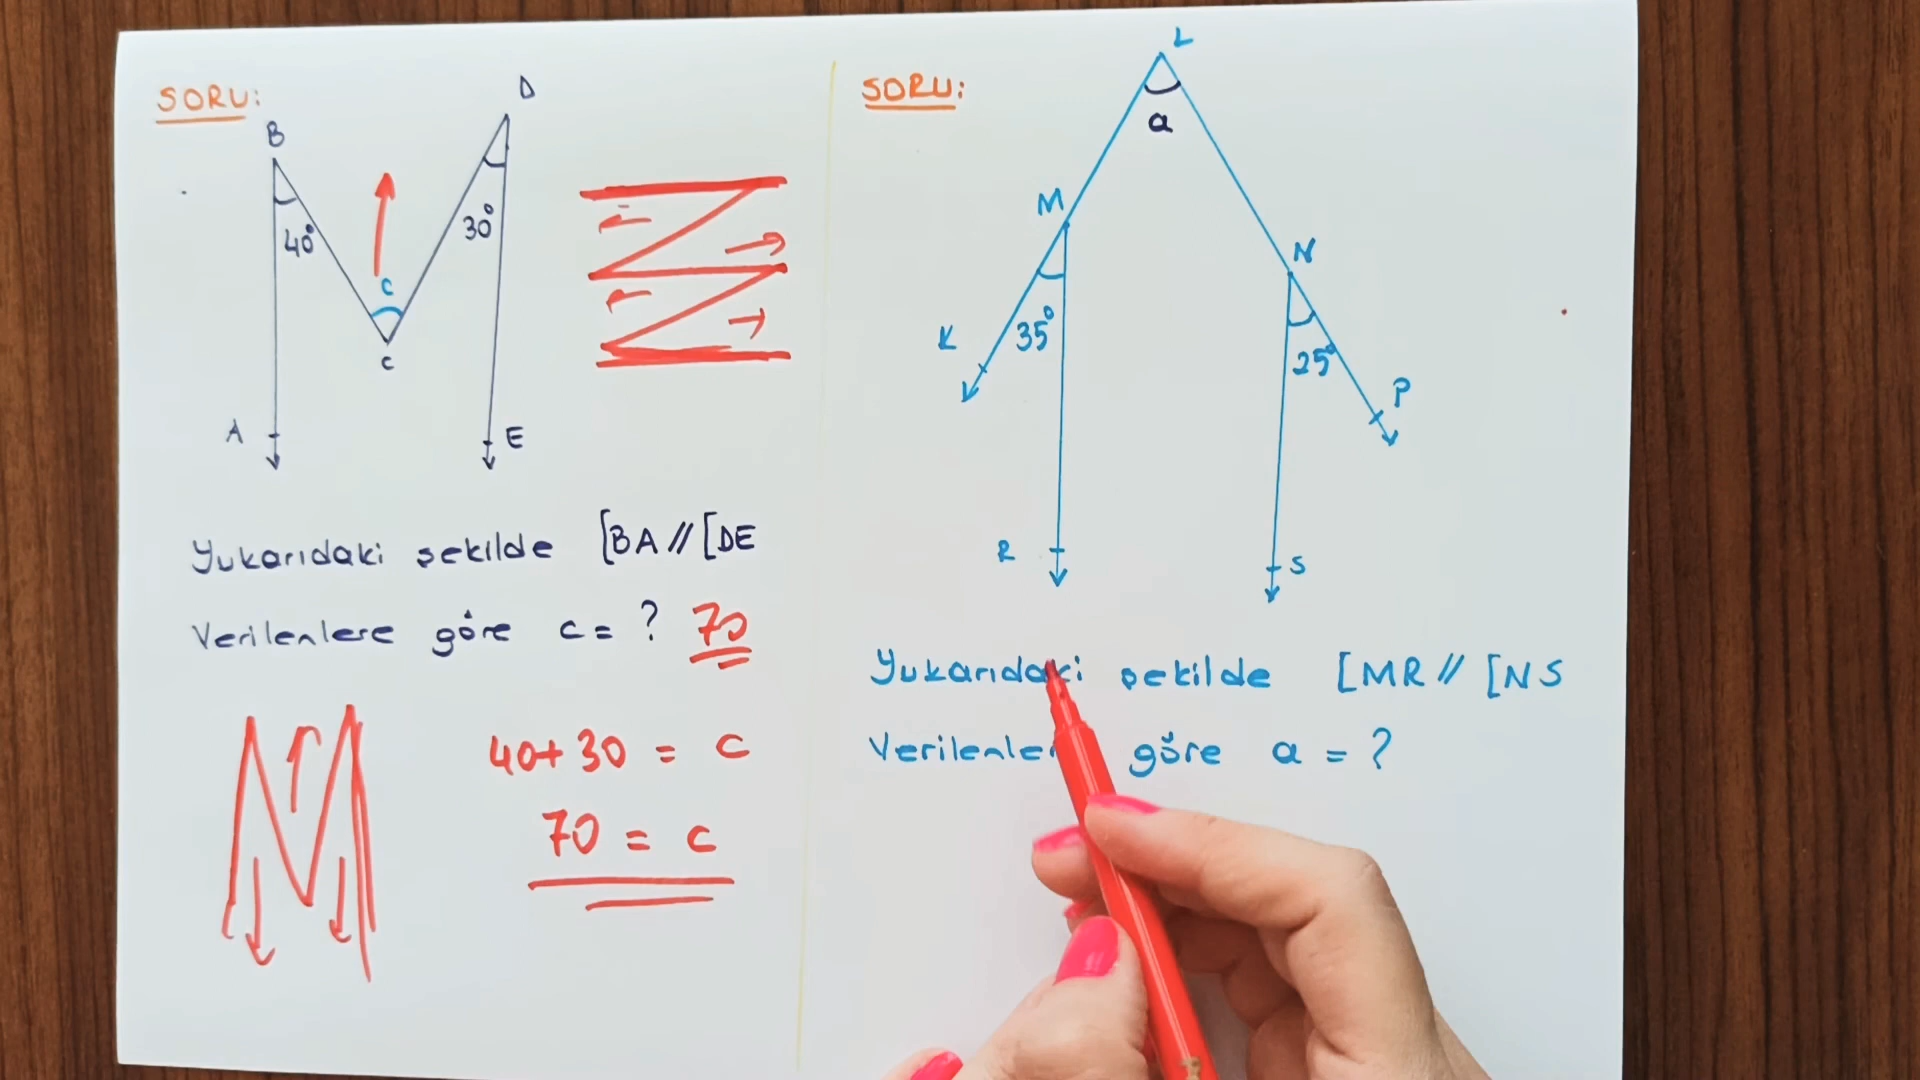 SORU:
B
D
40°
30°
c
c
A
E
Yukarıdaki şekilde [BA // [DE
Verilenlere göre c = ? 70
40+30 = c
70 = c
SORU:
L
a
M
N
K
35°
25°
P
R
S
Yukarıdaki şekilde [MR // [NS
göre a = ?